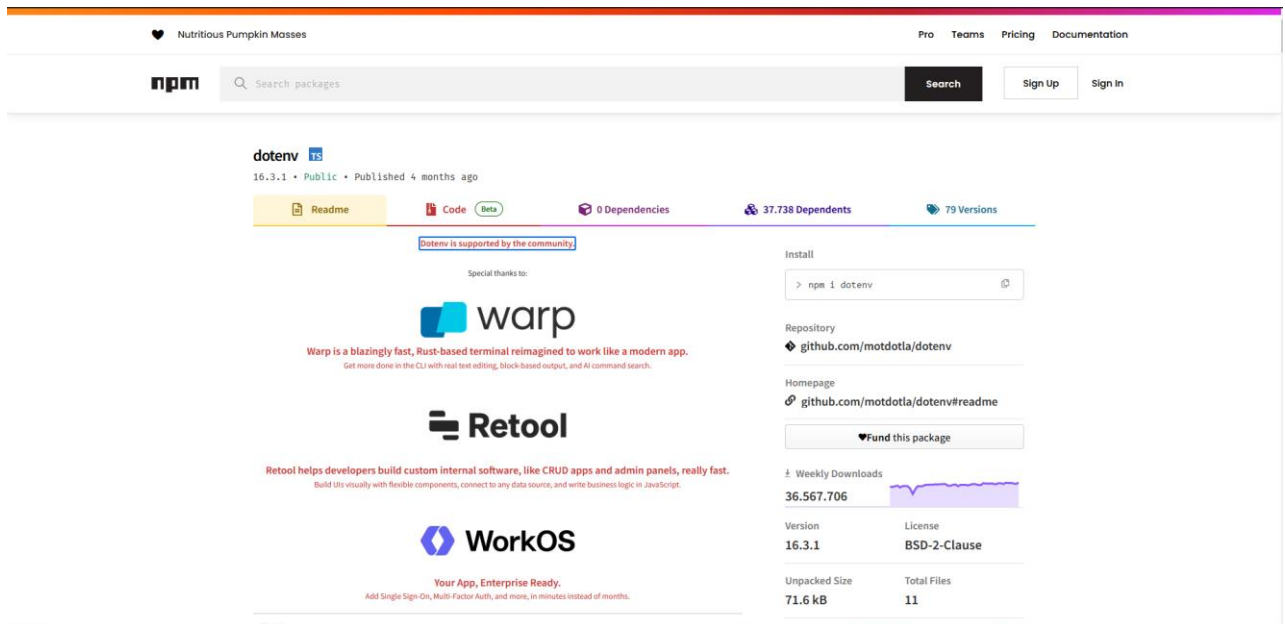 Nutritious Pumpkin Masses
Pro Teams Pricing Documentation
npm
Search packages
Search
Sign Up
Sign In
dotenv TS
16.3.1 • Public • Published 4 months ago
Readme
Code Beta
0 Dependencies
37.738 Dependents
79 Versions
Dotenv is supported by the community.
Special thanks to:
warp
Warp is a blazingly fast, Rust-based terminal reimagined to work like a modern app.
Get more done in the CLI with real text editing, block-based output, and AI command search.
Retool
Retool helps developers build custom internal software, like CRUD apps and admin panels, really fast.
Build UIs visually with flexible components, connect to any data source, and write business logic in JavaScript.
WorkOS
Your App, Enterprise Ready.
Add Single Sign-On, Multi-Factor Auth, and more, in minutes instead of months.
Install
> npm i dotenv
Repository
github.com/motdotla/dotenv
Homepage
github.com/motdotla/dotenv#readme
♥Fund this package
Weekly Downloads
36.567.706
Version
16.3.1
License
BSD-2-Clause
Unpacked Size
71.6 kB
Total Files
11